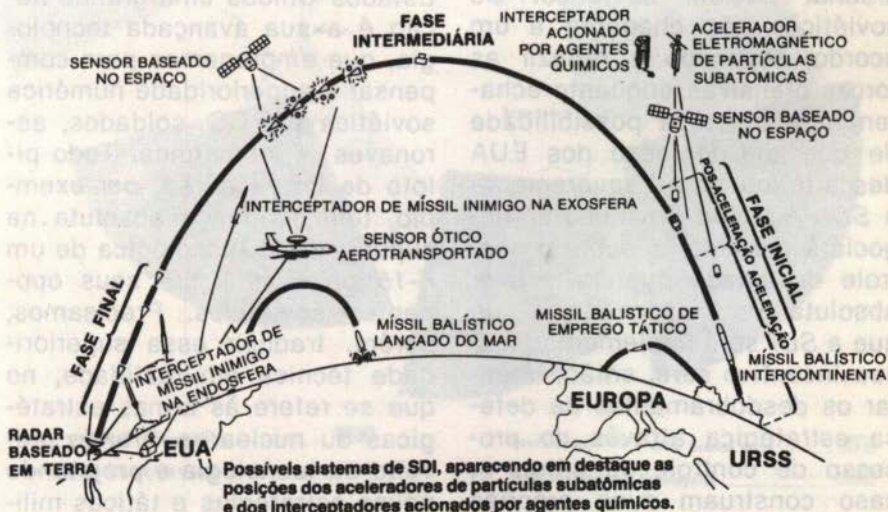 FASE
INTERMEDIÁRIA
SENSOR BASEADO
NO ESPAÇO
INTERCEPTADOR
ACIONADO
POR AGENTES
QUIMICOS
ACELERADOR
ELETROMAGNÉTICO
DE PARTÍCULAS
SUBATÔMICAS
SENSOR BASEADO
NO ESPAÇO
INTERCEPTADOR DE MÍSSIL INIMIGO NA EXOSFERA
SENSOR ÓTICO
AEROTRANSPORTADO
PÓS-ACELERAÇÃO
ACELERAÇÃO
FASE INICIAL
FASE FINAL
INTERCEPTADOR DE
MÍSSIL INIMIGO
NA ENDOSFERA
MÍSSIL BALÍSTICO
LANÇADO DO MAR
MÍSSIL BALISTICO DE
EMPREGO TÁTICO
MÍSSIL BALÍSTICO
INTERCONTINENTA
RADAR
BASEADO
EM TERRA
EUA
EUROPA
URSS
Possíveis sistemas de SDI, aparecendo em destaque as
posições dos aceleradores de partículas subatômicas
e dos interceptadores acionados por agentes químicos.